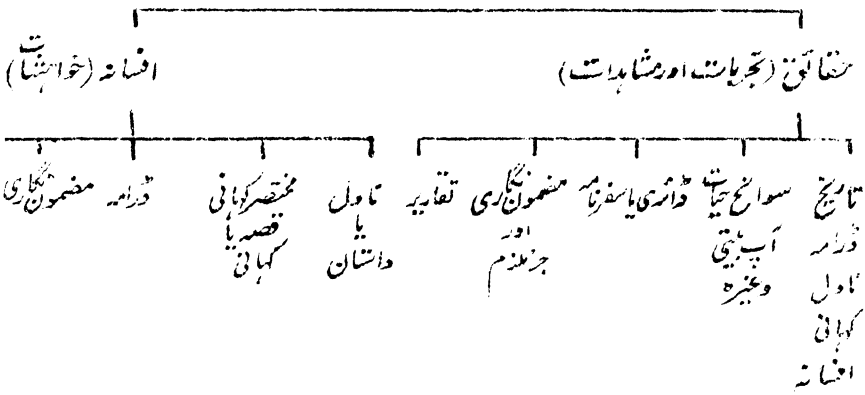 حقائق (تجربات اور مشاہدات)
افسانہ (خواہشات)
تاریخ ڈرامہ ناول کہانی افسانہ
سوانح حیات آپ بیتی وغیرہ
ڈائری یا سفرنامہ
مضمون نگاری اور جرنلزم
تقاریر
ناول یا داستان
مختصر کہانی قصہ یا کہانی
ڈرامہ
مضمون نگاری